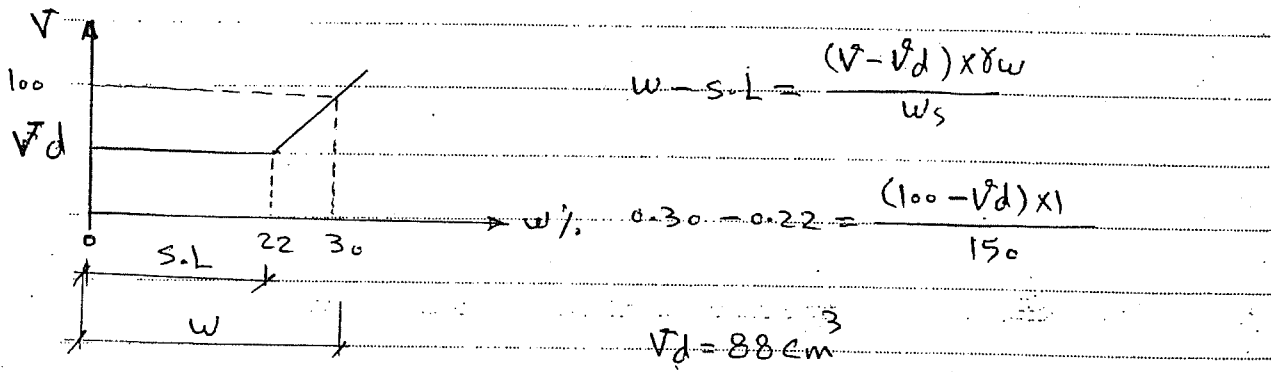 V
100
w - S.L = (V - Vd) × γw / Ws
Vd
0.30 - 0.22 = (100 - Vd) × 1 / 150
w %
0 22 30
S.L
w
Vd = 88 cm³